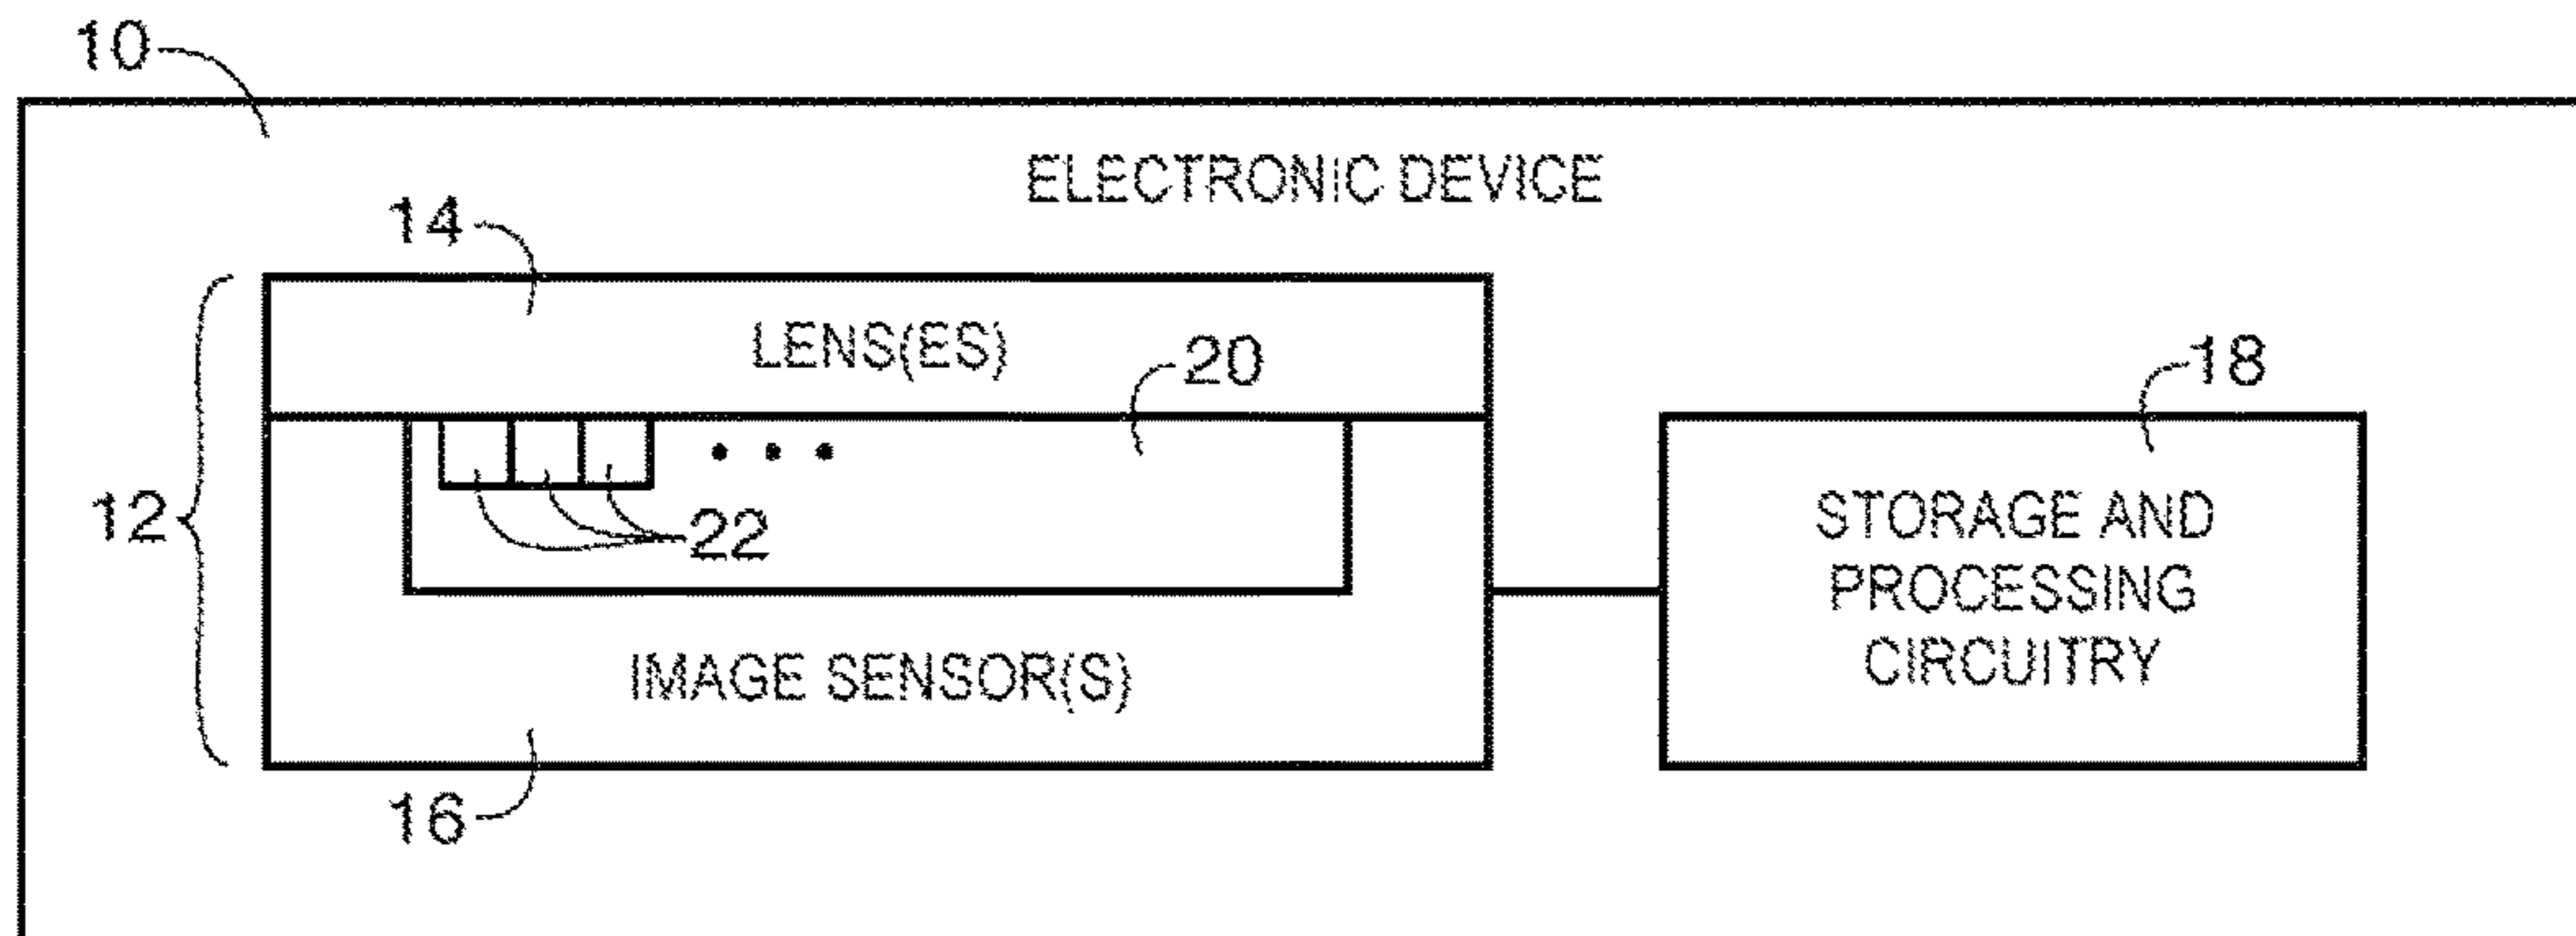 10
ELECTRONIC DEVICE
14
LENS(ES)
20
18
12
22
STORAGE AND
PROCESSING
CIRCUITRY
IMAGE SENSOR(S)
16